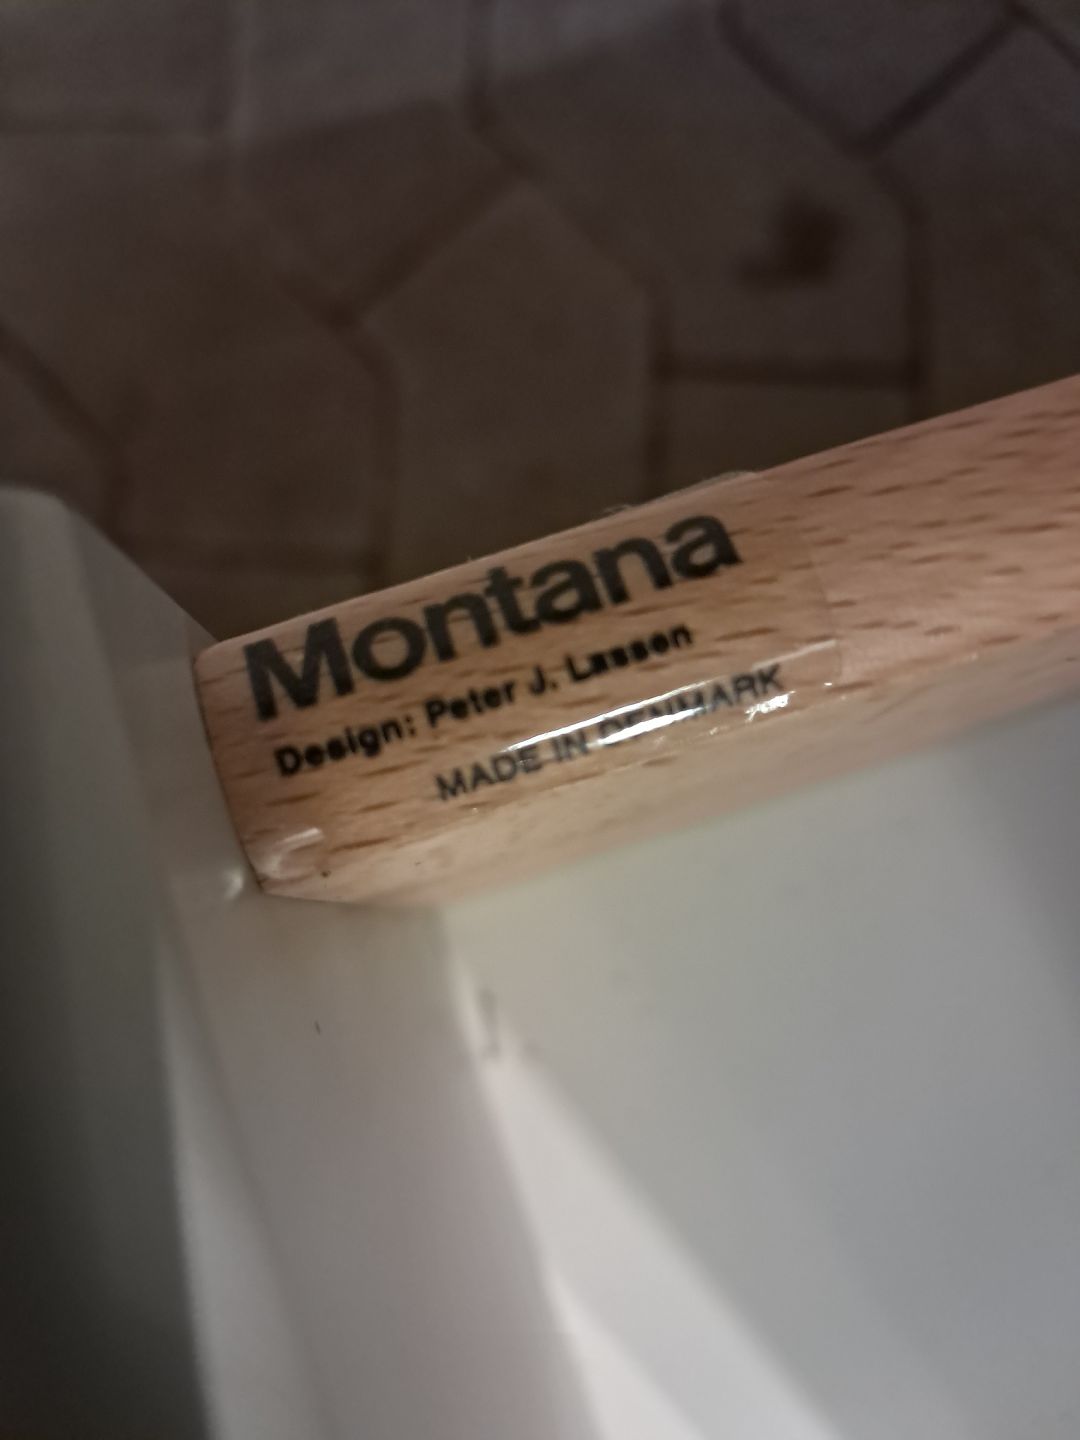 Montana
Design: Peter J. Lassen
MADE IN DENMARK